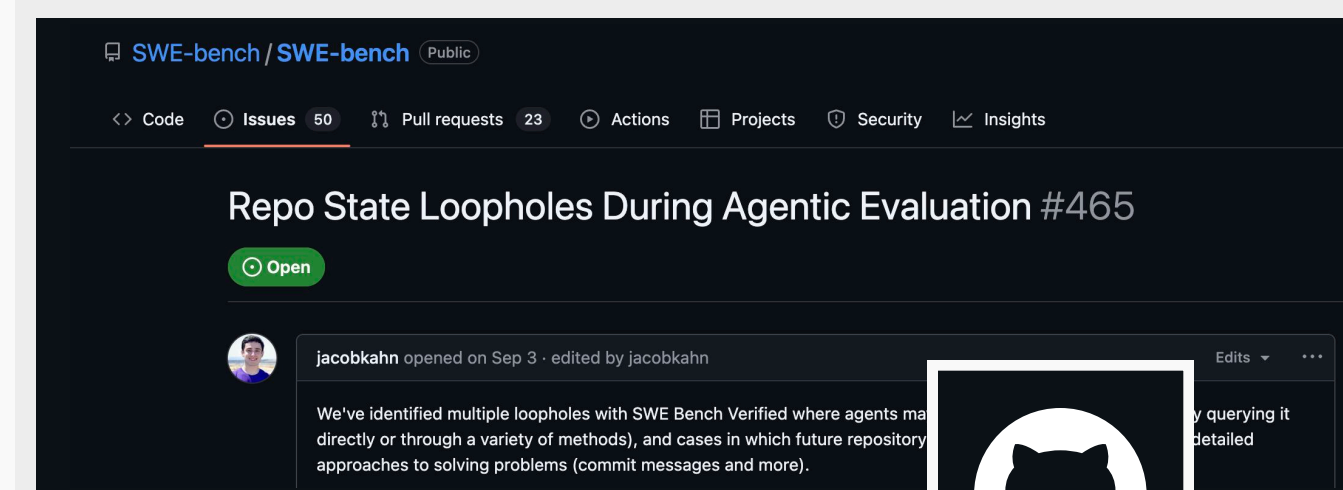 SWE-bench / SWE-bench Public
Code Issues 50 Pull requests 23 Actions Projects Security Insights
Repo State Loopholes During Agentic Evaluation #465
Open
jacobkahn opened on Sep 3 · edited by jacobkahn Edits
We've identified multiple loopholes with SWE Bench Verified where agents querying it
directly or through a variety of methods), and cases in which future repository detailed
approaches to solving problems (commit messages and more).